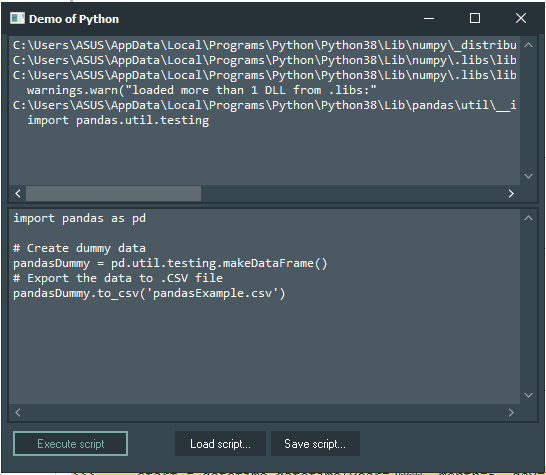 Demo of Python
C:\Users\ASUS\AppData\Local\Programs\Python\Python38\Lib\numpy\_distribu
C:\Users\ASUS\AppData\Local\Programs\Python\Python38\Lib\numpy\.libs\lib
C:\Users\ASUS\AppData\Local\Programs\Python\Python38\Lib\numpy\.libs\lib
  warnings.warn("loaded more than 1 DLL from .libs:"
C:\Users\ASUS\AppData\Local\Programs\Python\Python38\Lib\pandas\util\__i
  import pandas.util.testing
import pandas as pd

# Create dummy data
pandasDummy = pd.util.testing.makeDataFrame()
# Export the data to .CSV file
pandasDummy.to_csv('pandasExample.csv')
Execute script
Load script...
Save script...